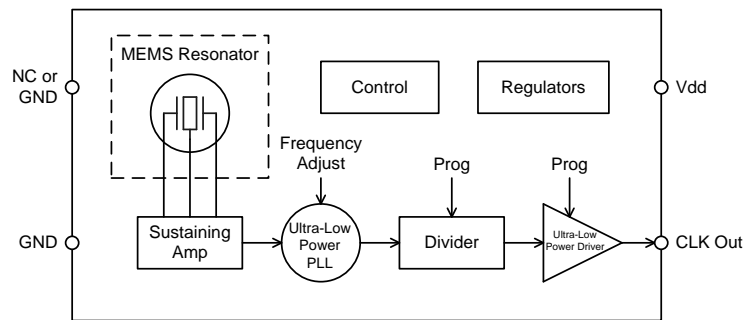 MEMS Resonator
NC or
GND
Control
Regulators
Vdd
Frequency
Adjust
Prog
Prog
GND
Sustaining
Amp
Ultra-Low
Power
PLL
Divider
Ultra-Low
Power Driver
CLK Out